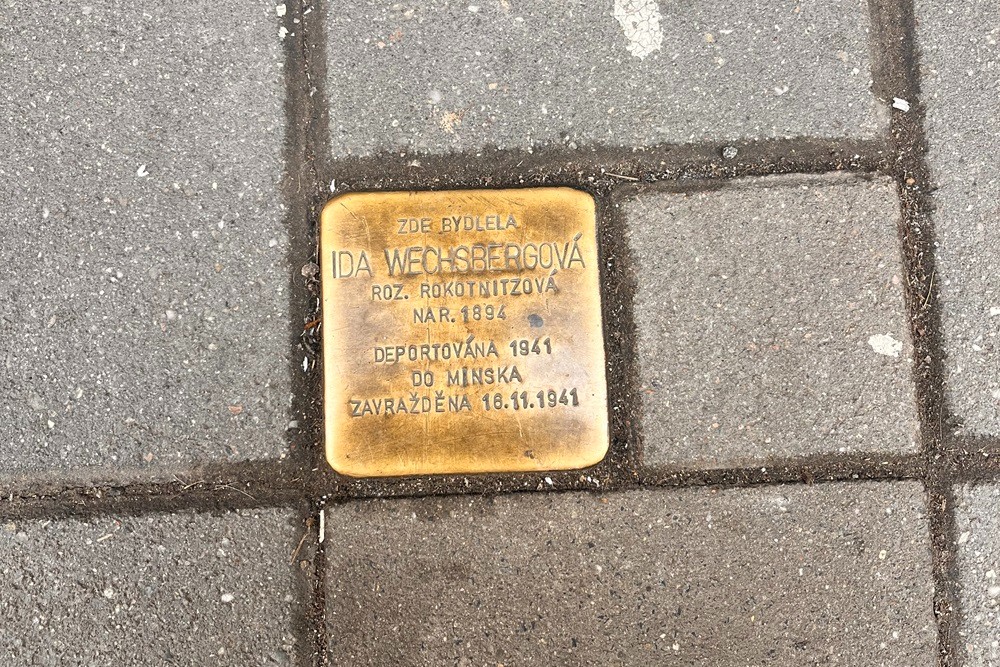 ZDE BYDLELA
IDA WECHSBERGOVÁ
ROZ. ROKOTNITZOVÁ
NAR. 1894
DEPORTOVÁNA 1941
DO MINSKA
ZAVRAŽDĚNA 16.11.1941